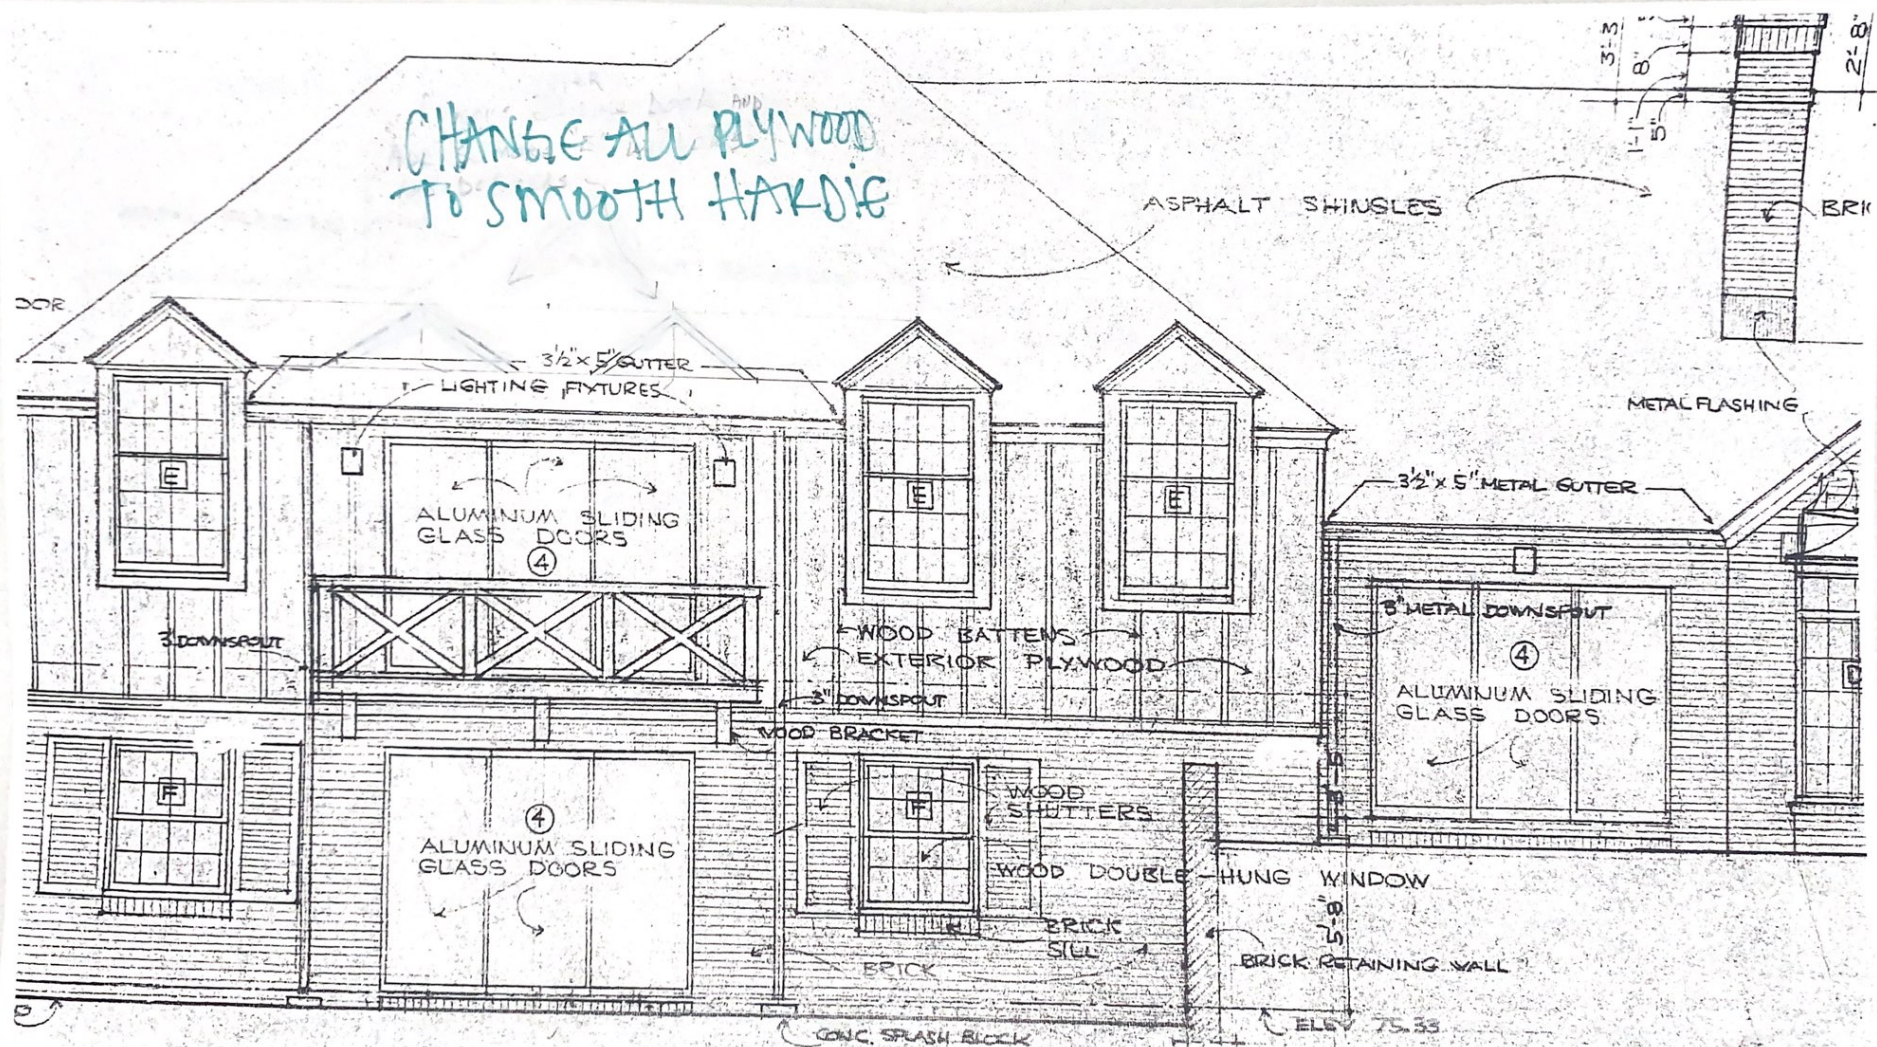 3'-3
8"
1'-1
5"
2'-8"
AND
CHANGE ALL PLYWOOD
TO SMOOTH HARDIE
ASPHALT SHINGLES
3½" x 5" GUTTER
LIGHTING FIXTURES
METAL FLASHING
3½" x 5" METAL GUTTER
E
E
E
ALUMINUM SLIDING
GLASS DOORS
4
3" DOWNSPOUT
WOOD BATTENS
EXTERIOR PLYWOOD
3" DOWNSPOUT
WOOD BRACKET
3" METAL DOWNSPOUT
4
ALUMINUM SLIDING
GLASS DOORS
F
4
ALUMINUM SLIDING
GLASS DOORS
F
WOOD
SHUTTERS
WOOD DOUBLE-HUNG WINDOW
BRICK
SILL
BRICK
5'-8"
BRICK RETAINING WALL
ELEV 75.33
CONC. SPLASH BLOCK